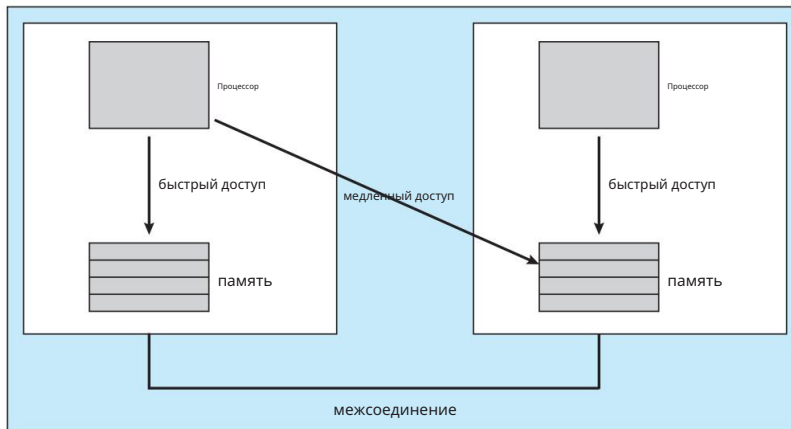 Процессор
Процессор
быстрый доступ
медленный доступ
быстрый доступ
память
память
межсоединение